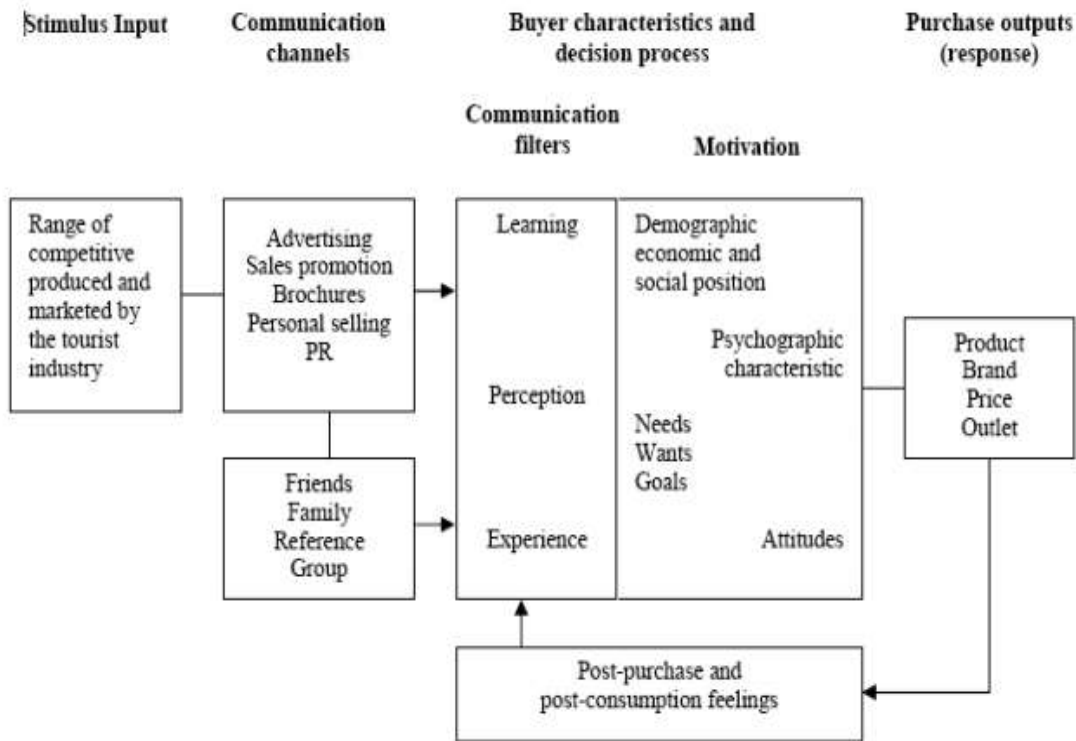 Stimulus Input
Communication
channels
Buyer characteristics and
decision process
Purchase outputs
(response)
Communication
filters
Motivation
Range of
competitive
produced and
marketed by
the tourist
industry
Advertising
Sales promotion
Brochures
Personal selling
PR
Friends
Family
Reference
Group
Learning
Perception
Experience
Demographic
economic and
social position
Psychographic
characteristic
Needs
Wants
Goals
Attitudes
Product
Brand
Price
Outlet
Post-purchase and
post-consumption feelings